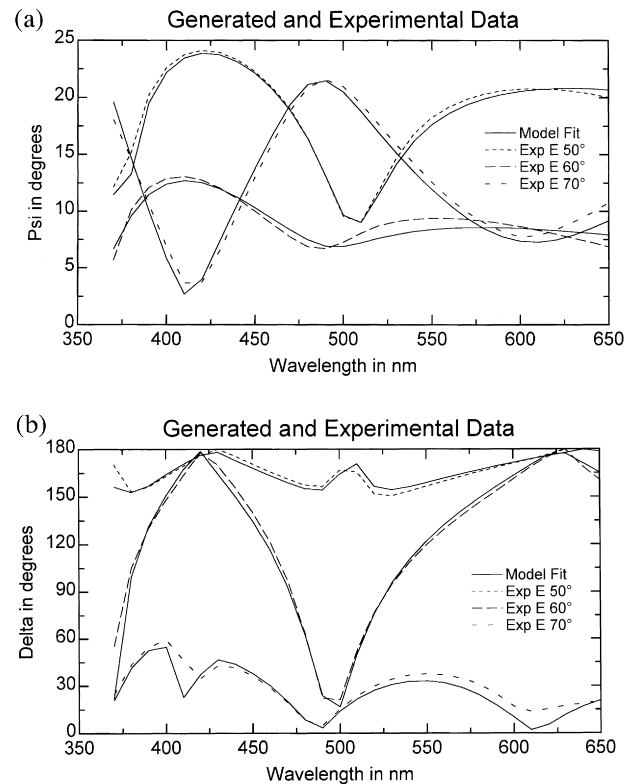 (a)
Generated and Experimental Data
25
20
15
10
5
0
Psi in degrees
Model Fit
Exp E 50°
Exp E 60°
Exp E 70°
350 400 450 500 550 600 650
Wavelength in nm
(b)
Generated and Experimental Data
180
150
120
90
60
30
0
Delta in degrees
Model Fit
Exp E 50°
Exp E 60°
Exp E 70°
350 400 450 500 550 600 650
Wavelength in nm